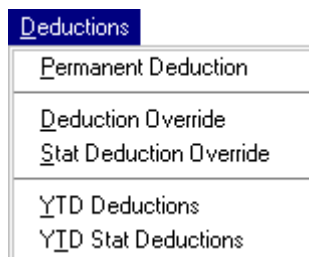 Deductions
Permanent Deduction
Deduction Override
Stat Deduction Override
YTD Deductions
YTD Stat Deductions